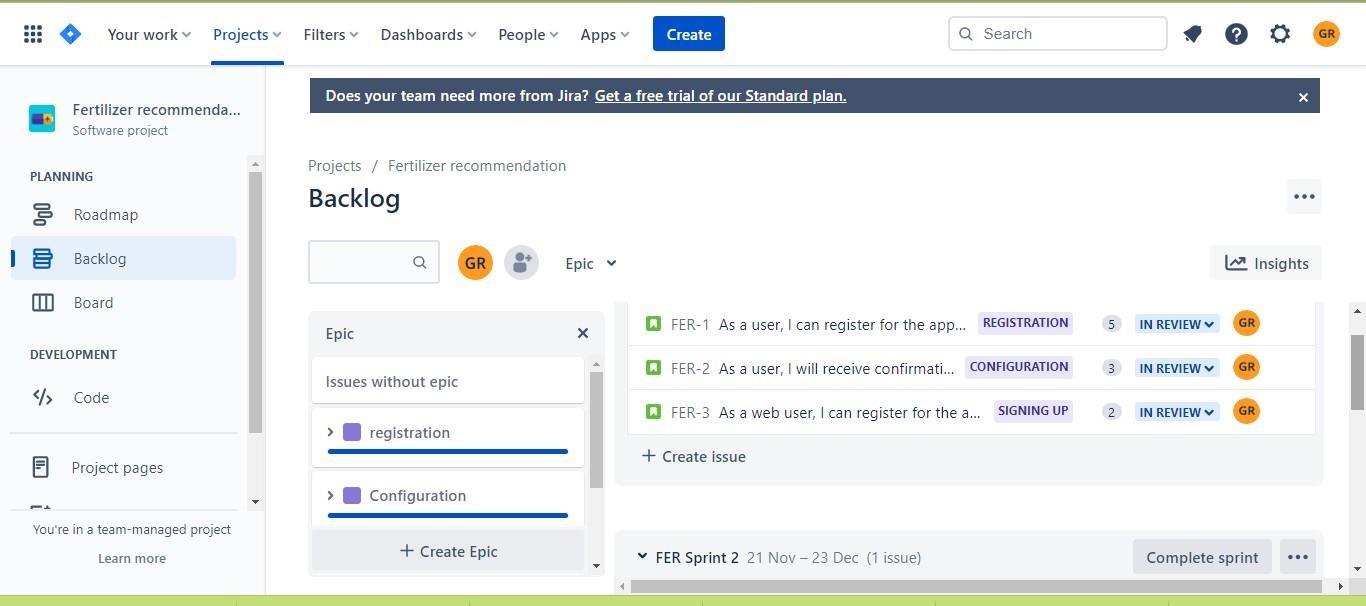 Your work Projects Filters Dashboards People Apps Create Search GR
Does your team need more from Jira? Get a free trial of our Standard plan.
Fertilizer recommenda...
Software project
PLANNING
Roadmap
Backlog
Board
DEVELOPMENT
Code
Project pages
You're in a team-managed project
Learn more
Projects / Fertilizer recommendation
Backlog
GR Epic Insights
Epic
Issues without epic
registration
Configuration
+ Create Epic
FER-1 As a user, I can register for the app... REGISTRATION 5 IN REVIEW GR
FER-2 As a user, I will receive confirmati... CONFIGURATION 3 IN REVIEW GR
FER-3 As a web user, I can register for the a... SIGNING UP 2 IN REVIEW GR
+ Create issue
FER Sprint 2 21 Nov – 23 Dec (1 issue) Complete sprint